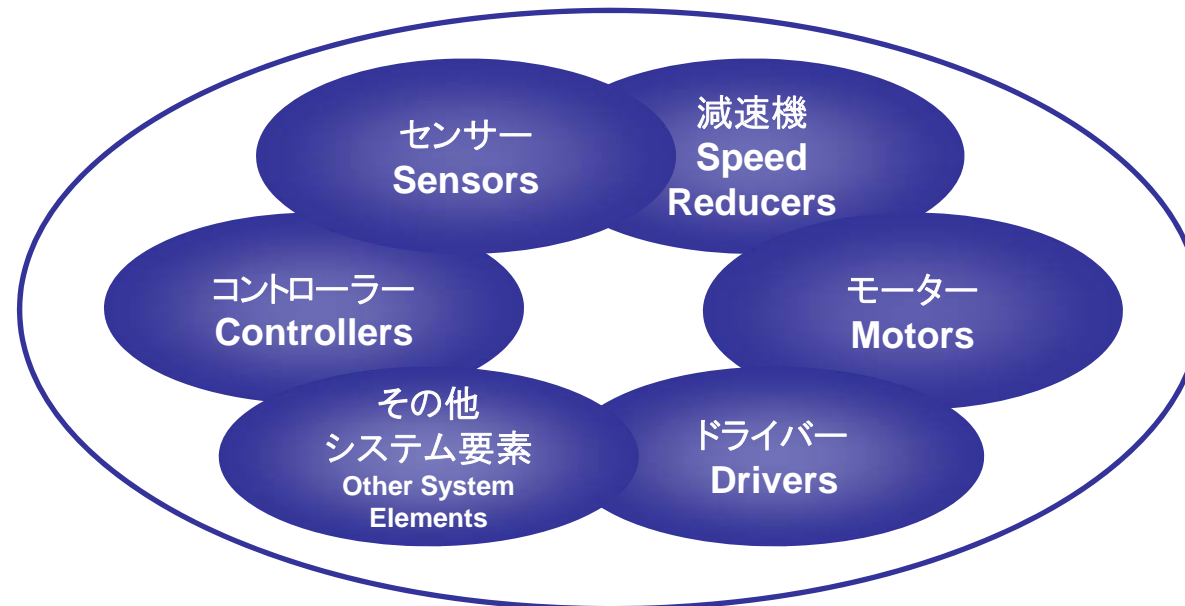 センサー
Sensors
減速機
Speed
Reducers
コントローラー
Controllers
モーター
Motors
その他
システム要素
Other System
Elements
ドライバー
Drivers